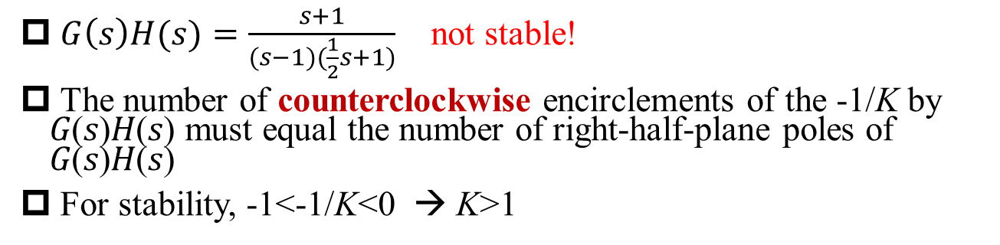 □ G(s)H(s) = \frac{s+1}{(s-1)(\frac{1}{2}s+1)} not stable!
□ The number of counterclockwise encirclements of the -1/K by
G(s)H(s) must equal the number of right-half-plane poles of
G(s)H(s)
□ For stability, -1<-1/K<0 → K>1